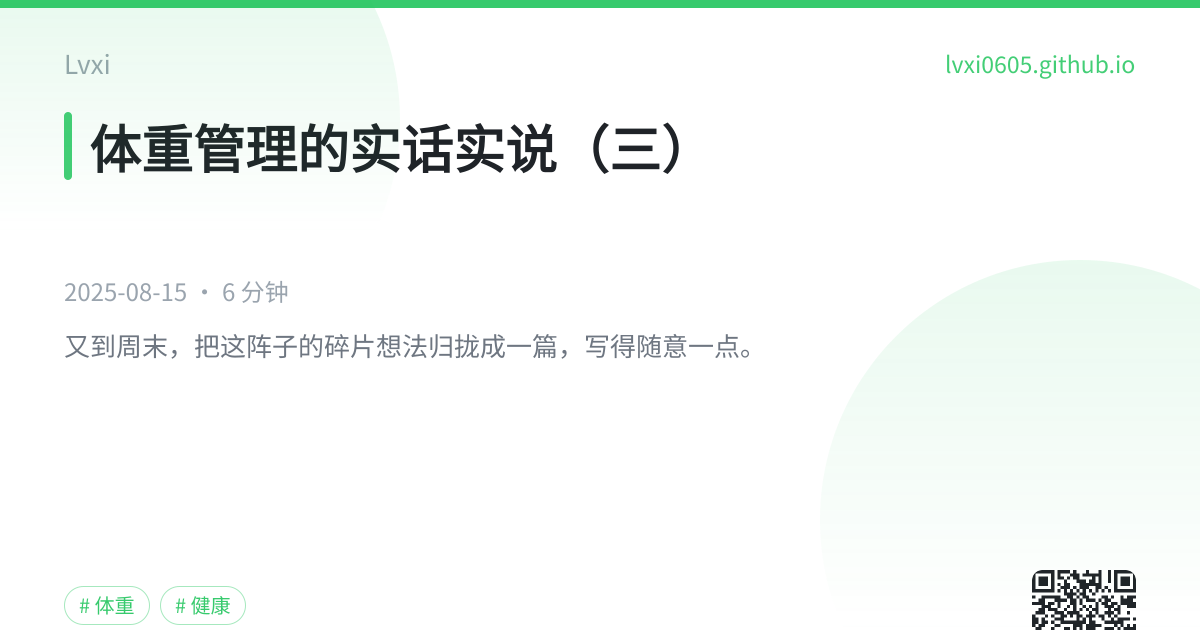 Lvxi
lvxi0605.github.io
体重管理的实话实说（三）
2025-08-15 · 6 分钟
又到周末，把这阵子的碎片想法归拢成一篇，写得随意一点。
# 体重
# 健康